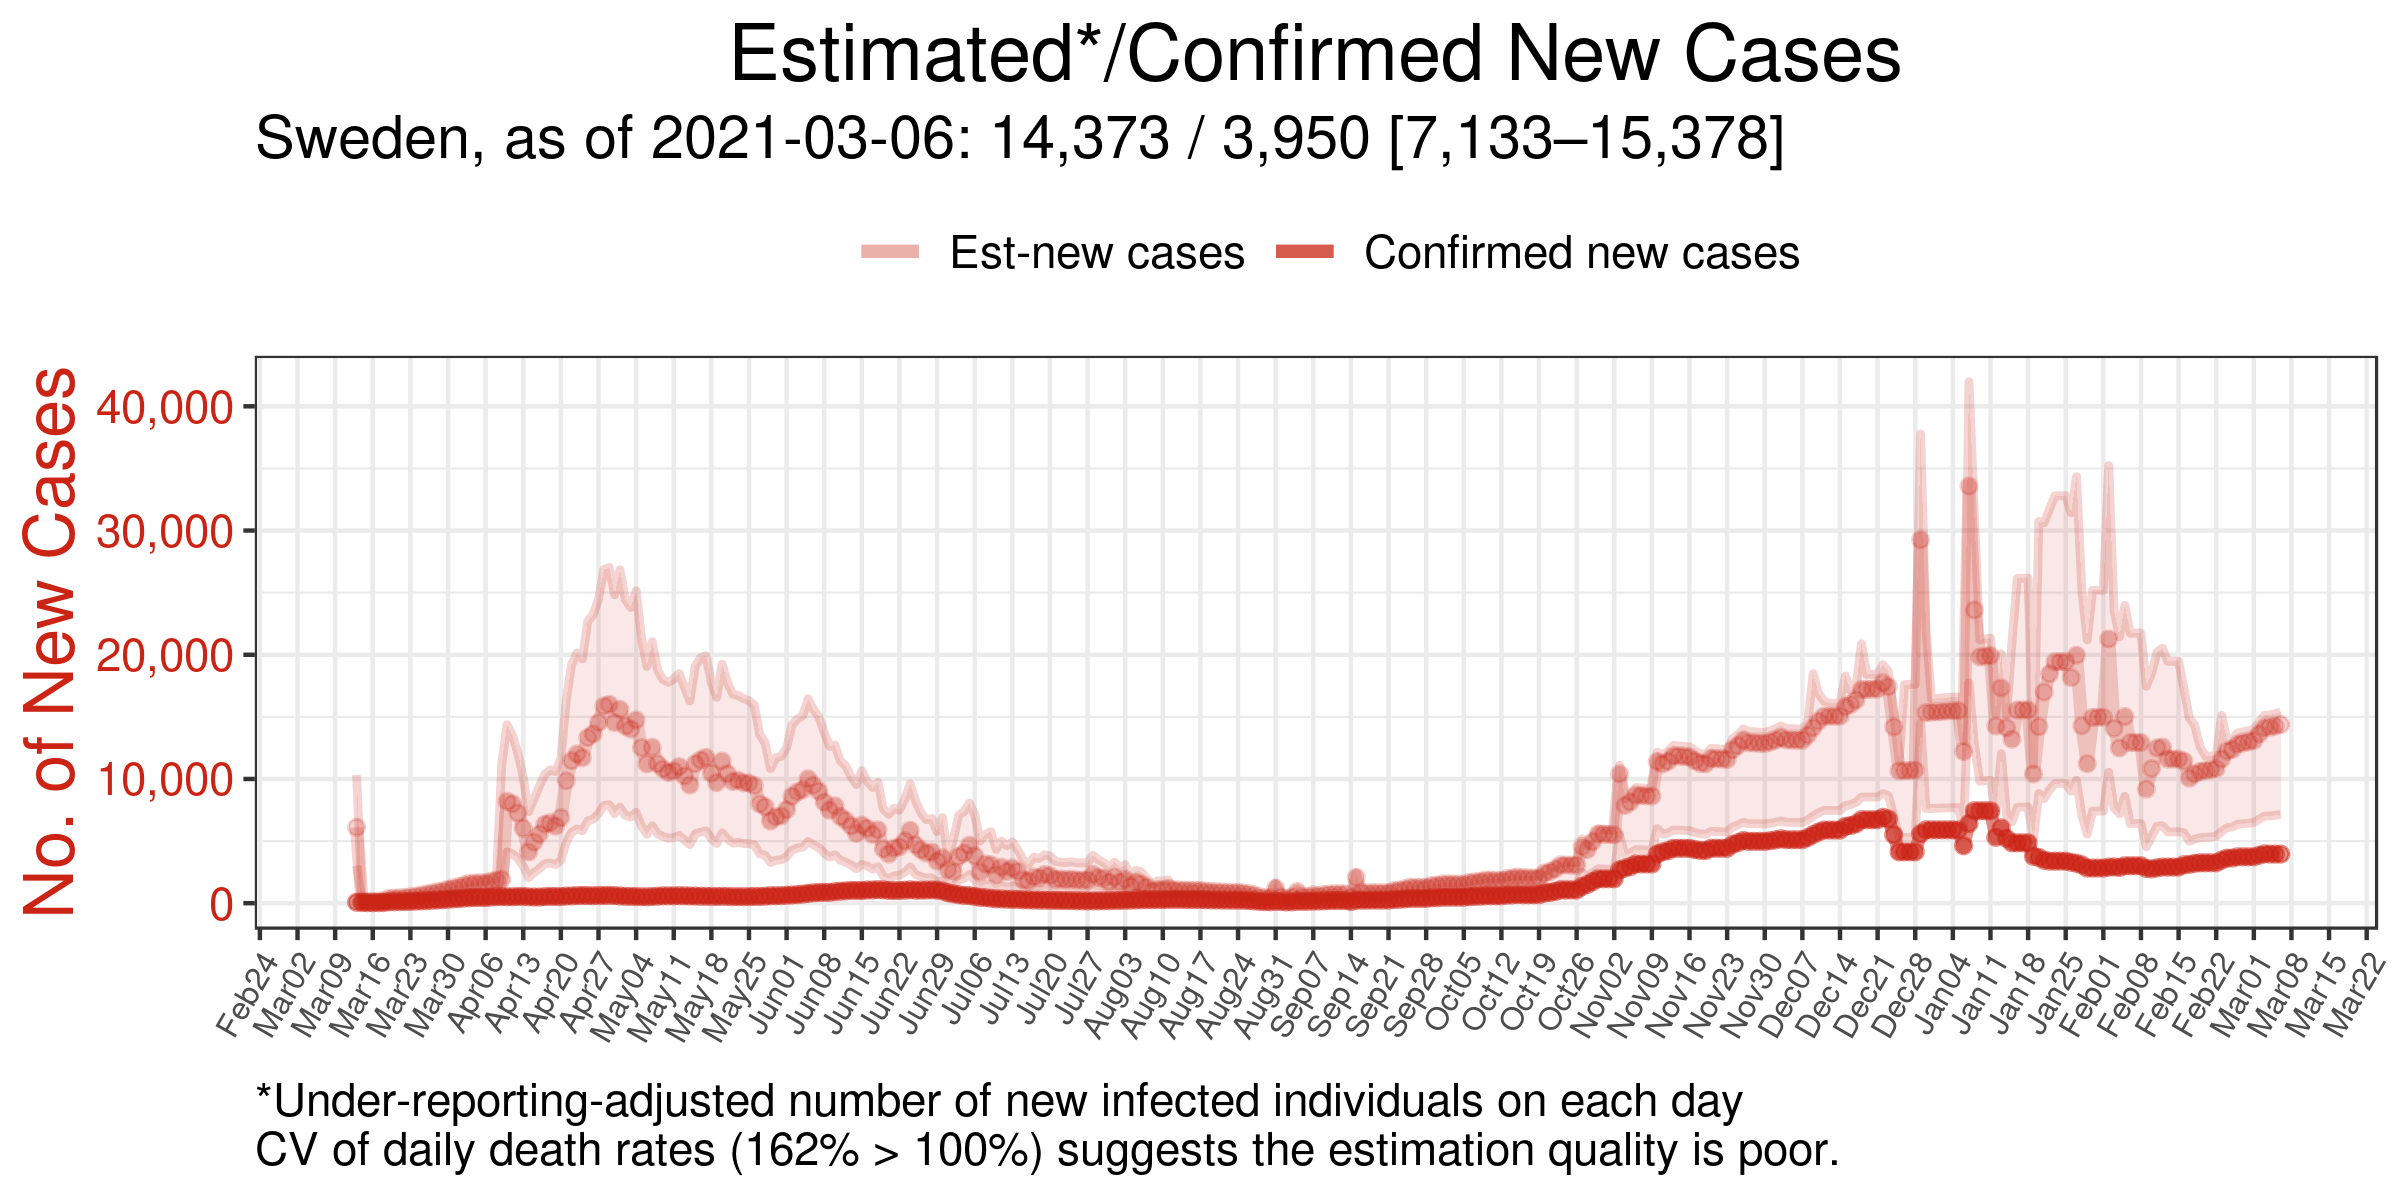 Estimated*/Confirmed New Cases
Sweden, as of 2021-03-06: 14,373 / 3,950 [7,133–15,378]
Est-new cases
Confirmed new cases
No. of New Cases
40,000
30,000
20,000
10,000
0
Feb24
Mar02
Mar09
Mar16
Mar23
Mar30
Apr06
Apr13
Apr20
Apr27
May04
May11
May18
May25
Jun01
Jun08
Jun15
Jun22
Jun29
Jul06
Jul13
Jul20
Jul27
Aug03
Aug10
Aug17
Aug24
Aug31
Sep07
Sep14
Sep21
Sep28
Oct05
Oct12
Oct19
Oct26
Nov02
Nov09
Nov16
Nov23
Nov30
Dec07
Dec14
Dec21
Dec28
Jan04
Jan11
Jan18
Jan25
Feb01
Feb08
Feb15
Feb22
Mar01
Mar08
Mar15
Mar22
*Under-reporting-adjusted number of new infected individuals on each day
CV of daily death rates (162% > 100%) suggests the estimation quality is poor.